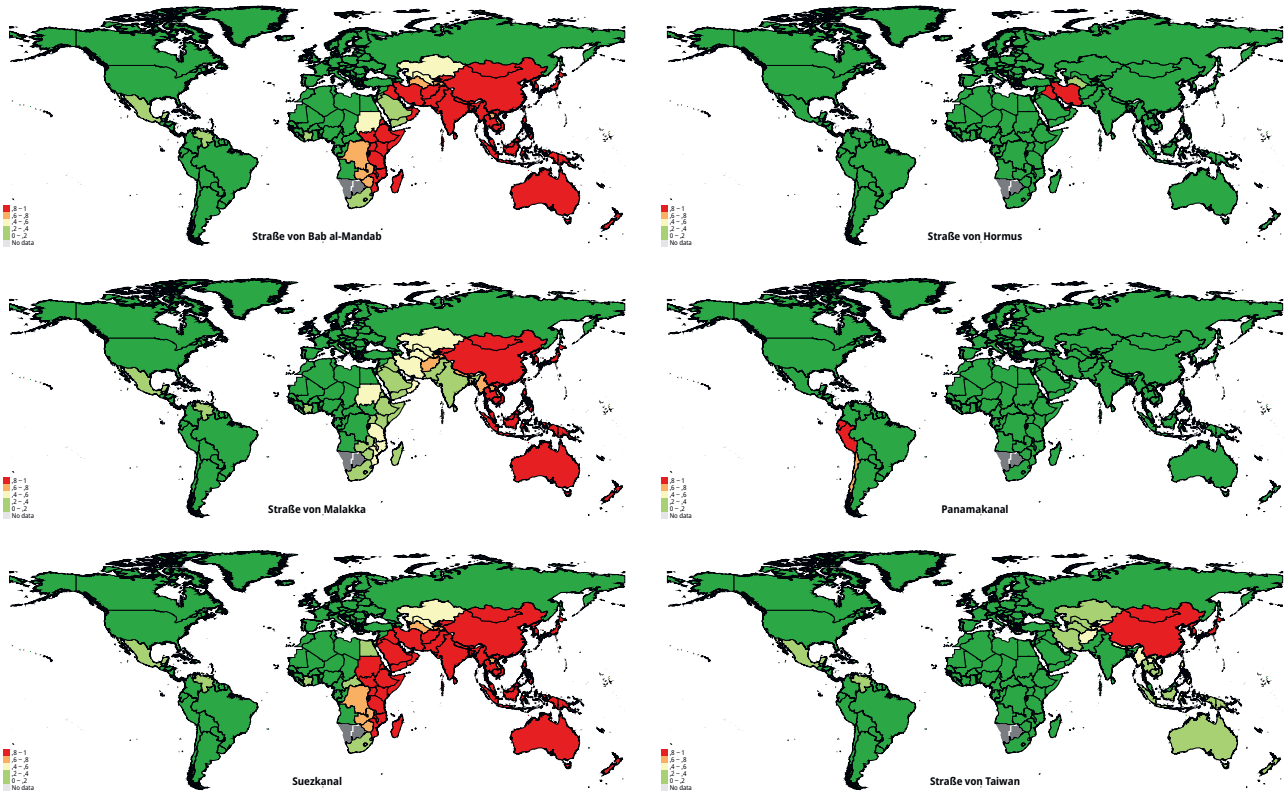 ,8 – 1
,6 – ,8
,4 – ,6
,2 – ,4
0 – ,2
No data
Straße von Bab al-Mandab
,8 – 1
,6 – ,8
,4 – ,6
,2 – ,4
0 – ,2
No data
Straße von Hormus
,8 – 1
,6 – ,8
,4 – ,6
,2 – ,4
0 – ,2
No data
Straße von Malakka
,8 – 1
,6 – ,8
,4 – ,6
,2 – ,4
0 – ,2
No data
Panamakanal
,8 – 1
,6 – ,8
,4 – ,6
,2 – ,4
0 – ,2
No data
Suezkanal
,8 – 1
,6 – ,8
,4 – ,6
,2 – ,4
0 – ,2
No data
Straße von Taiwan